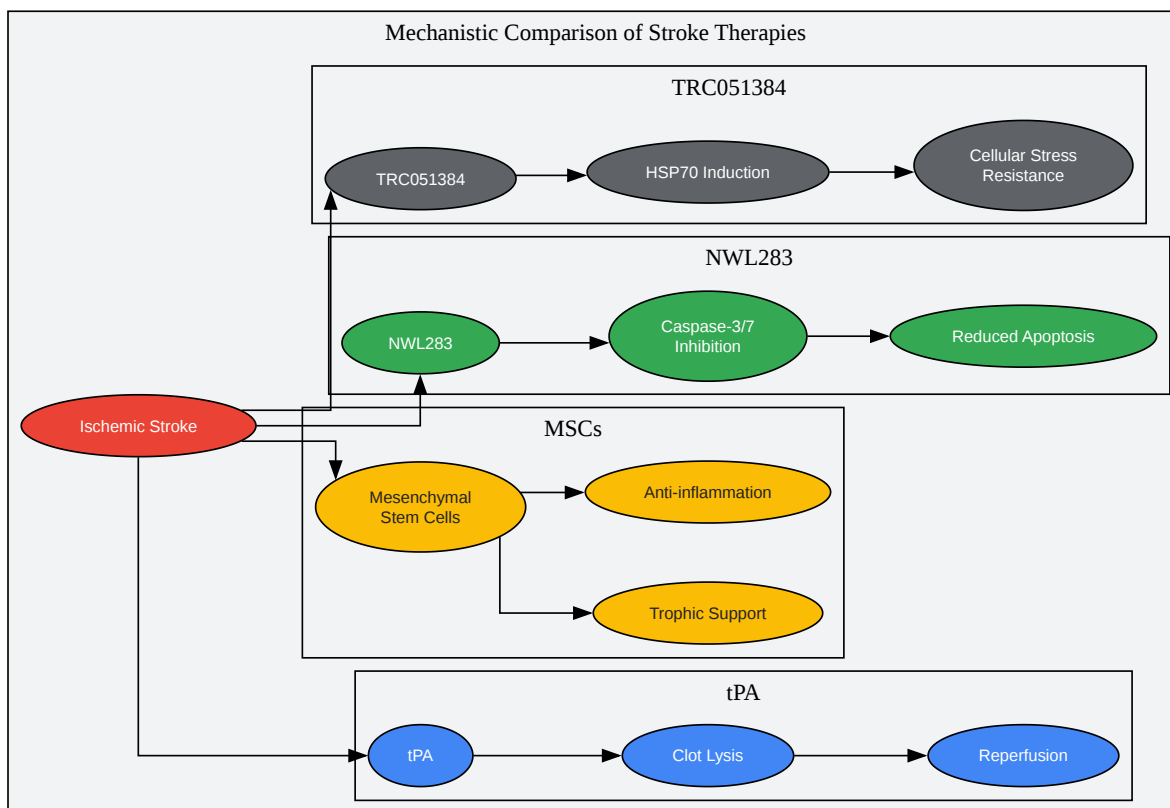 Mechanistic Comparison of Stroke Therapies
TRC051384
TRC051384
HSP70 Induction
Cellular Stress
Resistance
NWL283
NWL283
Caspase-3/7
Inhibition
Reduced Apoptosis
Ischemic Stroke
MSCs
Mesenchymal
Stem Cells
Anti-inflammation
Trophic Support
tPA
tPA
Clot Lysis
Reperfusion